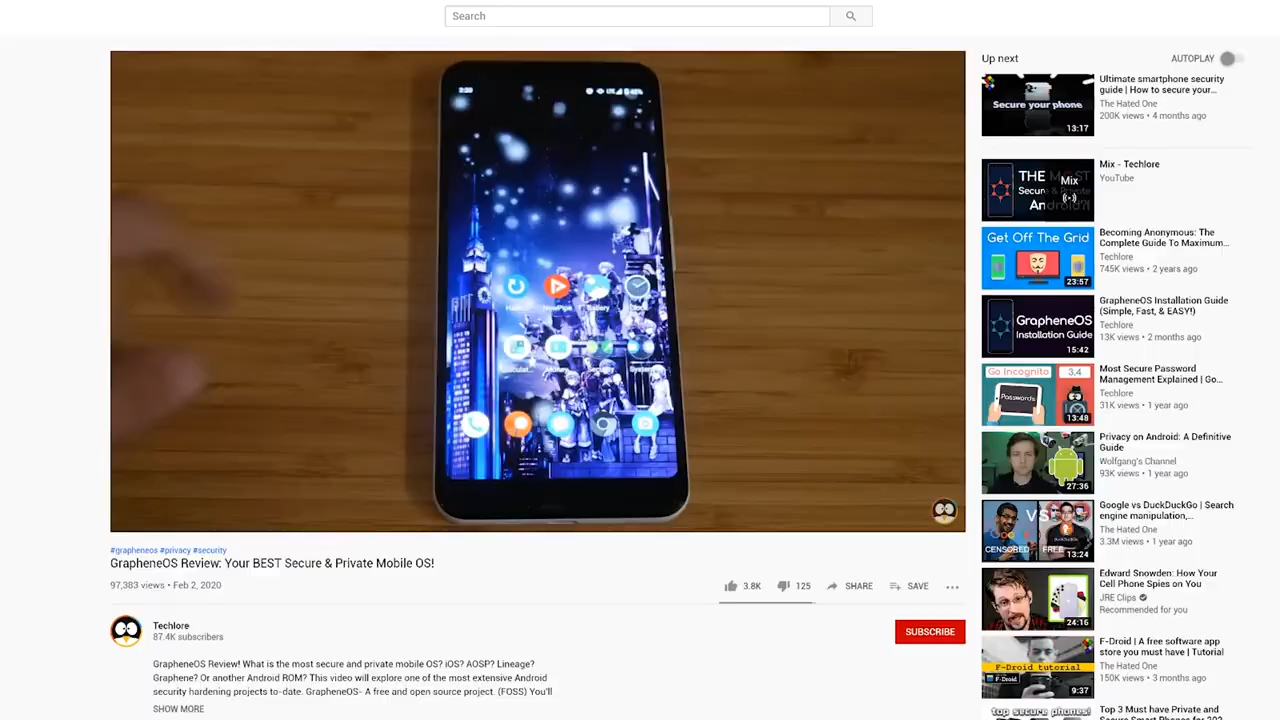 Search
#grapheneos #privacy #security
GrapheneOS Review: Your BEST Secure & Private Mobile OS!
97,383 views • Feb 2, 2020
3.8K
125
SHARE
SAVE
Techlore
87.4K subscribers
SUBSCRIBE
GrapheneOS Review! What is the most secure and private mobile OS? iOS? AOSP? Lineage?
Graphene? Or another Android ROM? This video will explore one of the most extensive Android
security hardening projects to-date. GrapheneOS- A free and open source project. (FOSS) You'll
SHOW MORE
Up next
AUTOPLAY
Secure your phone
13:17
Ultimate smartphone security
guide | How to secure your...
The Hated One
200K views • 4 months ago
THE MOST
Secure & Private
Android?!
Mix
Mix - Techlore
YouTube
Get Off The Grid
23:57
Becoming Anonymous: The
Complete Guide To Maximum...
Techlore
745K views • 2 years ago
GrapheneOS
Installation Guide
15:42
GrapheneOS Installation Guide
(Simple, Fast, & EASY!)
Techlore
13K views • 2 months ago
Go Incognito
3.4
Passwords
13:48
Most Secure Password
Management Explained | Go...
Techlore
31K views • 1 year ago
27:36
Privacy on Android: A Definitive
Guide
Wolfgang's Channel
93K views • 1 year ago
VS
CENSORED
FREE
13:24
Google vs DuckDuckGo | Search
engine manipulation,...
The Hated One
3.3M views • 1 year ago
24:16
Edward Snowden: How Your
Cell Phone Spies on You
JRE Clips
Recommended for you
F-Droid tutorial
F-Droid
9:37
F-Droid | A free software app
store you must have | Tutorial
The Hated One
150K views • 3 months ago
top secure phones!
Top 3 Must have Private and